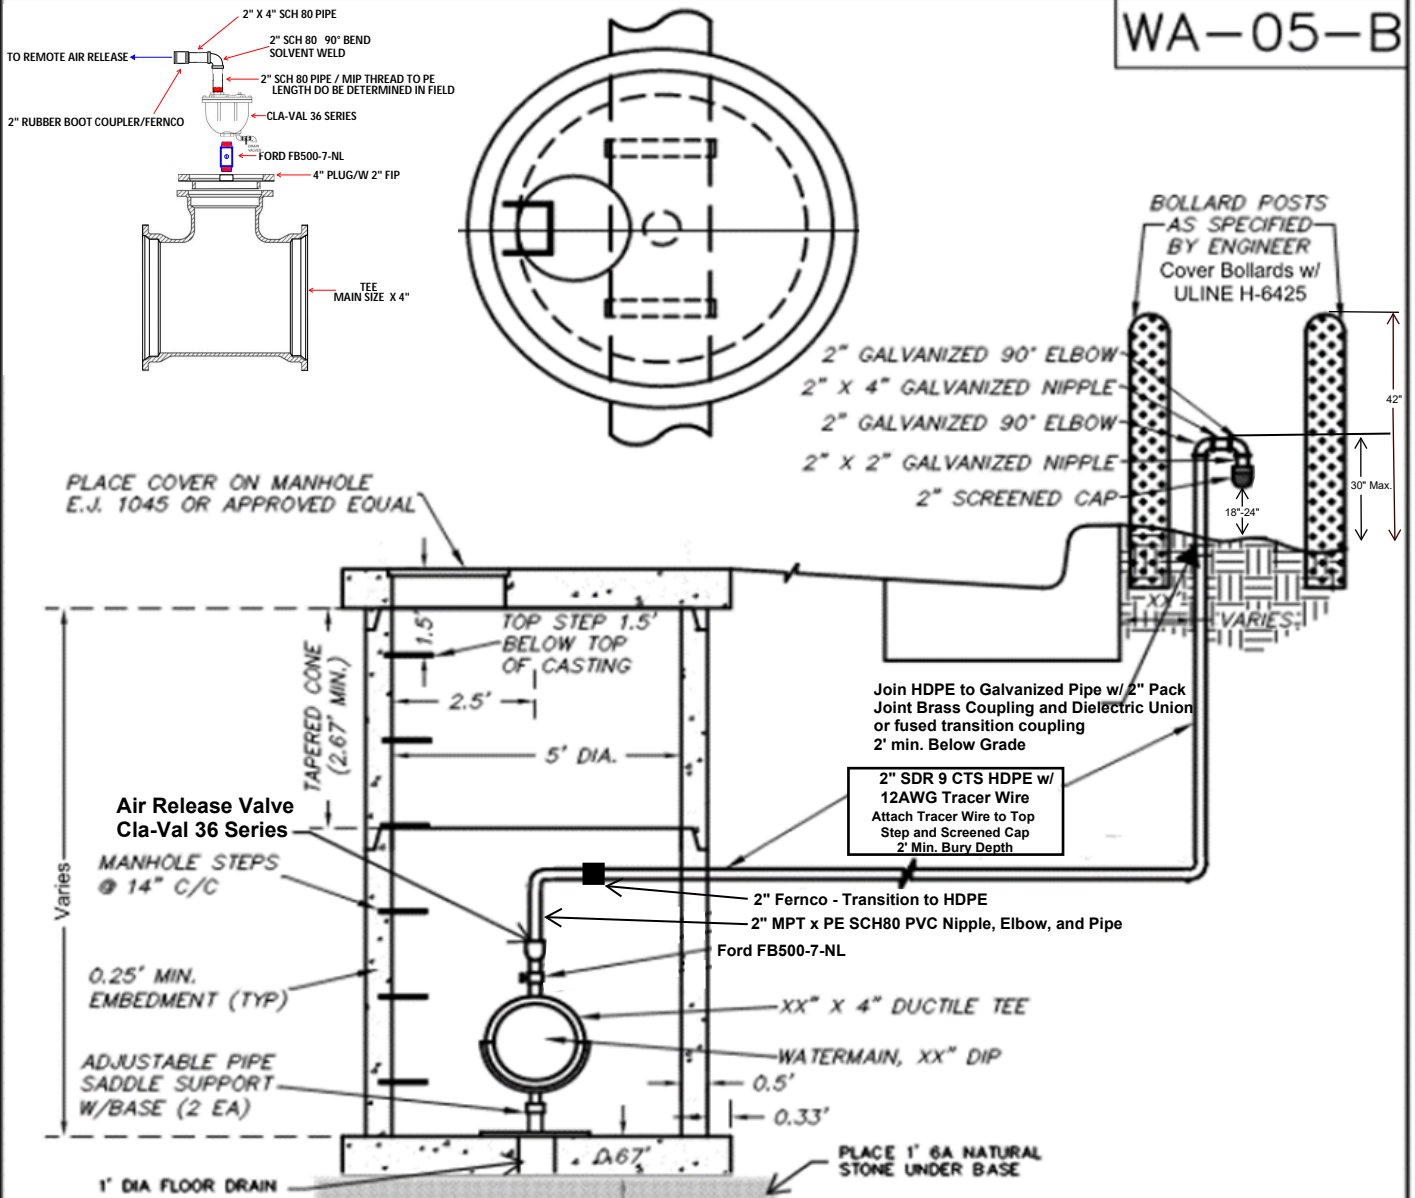 WA-05-B
2" X 4" SCH 80 PIPE
2" SCH 80 90° BEND
SOLVENT WELD
TO REMOTE AIR RELEASE
2" SCH 80 PIPE / MIP THREAD TO PE
LENGTH DO BE DETERMINED IN FIELD
CLA-VAL 36 SERIES
2" RUBBER BOOT COUPLER/FERNCO
FORD FB500-7-NL
4" PLUG/W 2" FIP
TEE
MAIN SIZE X 4"
BOLLARD POSTS
AS SPECIFIED
BY ENGINEER
Cover Bollards w/
ULINE H-6425
2" GALVANIZED 90° ELBOW
2" X 4" GALVANIZED NIPPLE
2" GALVANIZED 90° ELBOW
2" X 2" GALVANIZED NIPPLE
2" SCREENED CAP
42"
30" Max.
18"-24"
XX'
VARIES
PLACE COVER ON MANHOLE
E.J. 1045 OR APPROVED EQUAL
1.5'
TOP STEP 1.5'
BELOW TOP
OF CASTING
TAPERED CONE
(2.67' MIN.)
2.5'
5' DIA.
Join HDPE to Galvanized Pipe w/ 2" Pack
Joint Brass Coupling and Dielectric Union
or fused transition coupling
2' min. Below Grade
2" SDR 9 CTS HDPE w/
12AWG Tracer Wire
Attach Tracer Wire to Top
Step and Screened Cap
2' Min. Bury Depth
Air Release Valve
Cla-Val 36 Series
MANHOLE STEPS
@ 14" C/C
Varies
2" Fernco - Transition to HDPE
2" MPT x PE SCH80 PVC Nipple, Elbow, and Pipe
Ford FB500-7-NL
0.25' MIN.
EMBEDMENT (TYP)
XX" X 4" DUCTILE TEE
WATERMAIN, XX" DIP
ADJUSTABLE PIPE
SADDLE SUPPORT
W/BASE (2 EA)
0.5'
0.33'
0.67'
1' DIA FLOOR DRAIN
PLACE 1' 6A NATURAL
STONE UNDER BASE